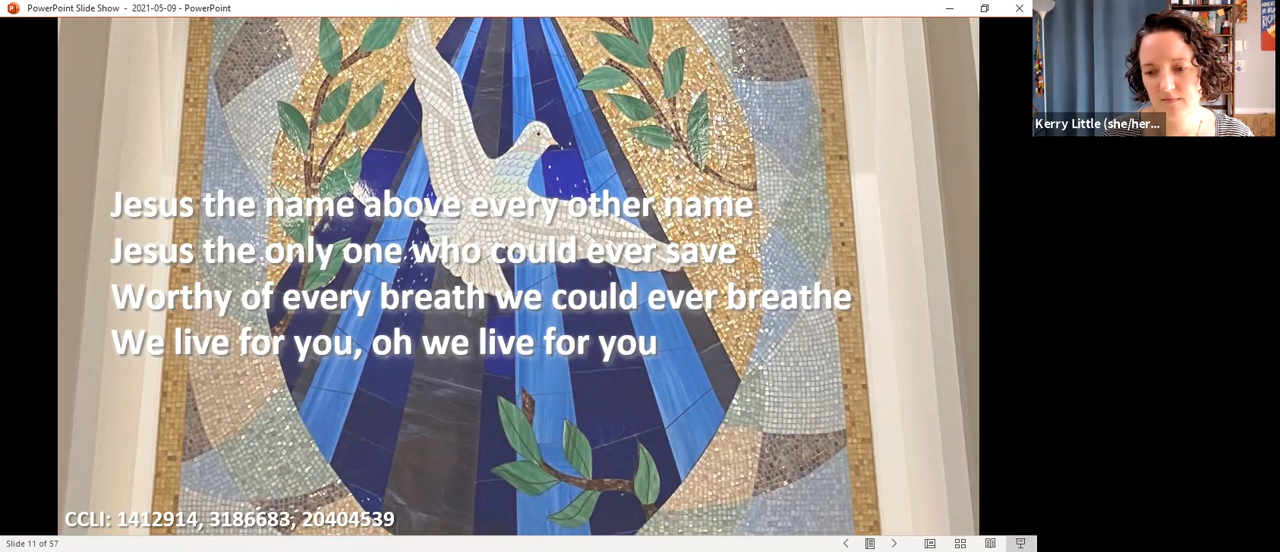 PowerPoint Slide Show - 2021-05-09 - PowerPoint
Kerry Little (she/her...
Jesus the name above every other name
Jesus the only one who could ever save
Worthy of every breath we could ever breathe
We live for you, oh we live for you
CCLI: 1412914, 3186683, 20404539
Slide 11 of 57